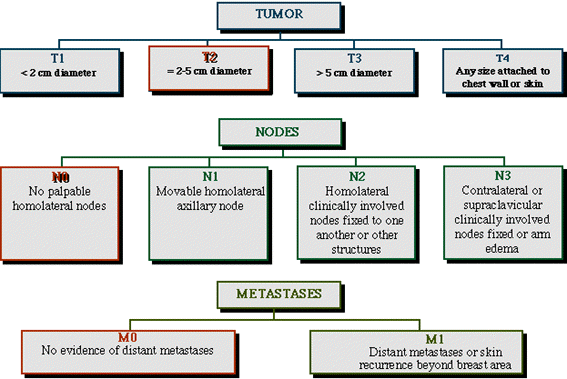 TUMOR
T1
< 2 cm diameter
T2
= 2-5 cm diameter
T3
> 5 cm diameter
T4
Any size attached to
chest wall or skin
NODES
N0
No palpable
homolateral nodes
N1
Movable homolateral
axillary node
N2
Homolateral
clinically involved
nodes fixed to one
another or other
structures
N3
Contralateral or
supraclavicular
clinically involved
nodes fixed or arm
edema
METASTASES
M0
No evidence of distant metastases
M1
Distant metastases or skin
recurrence beyond breast area